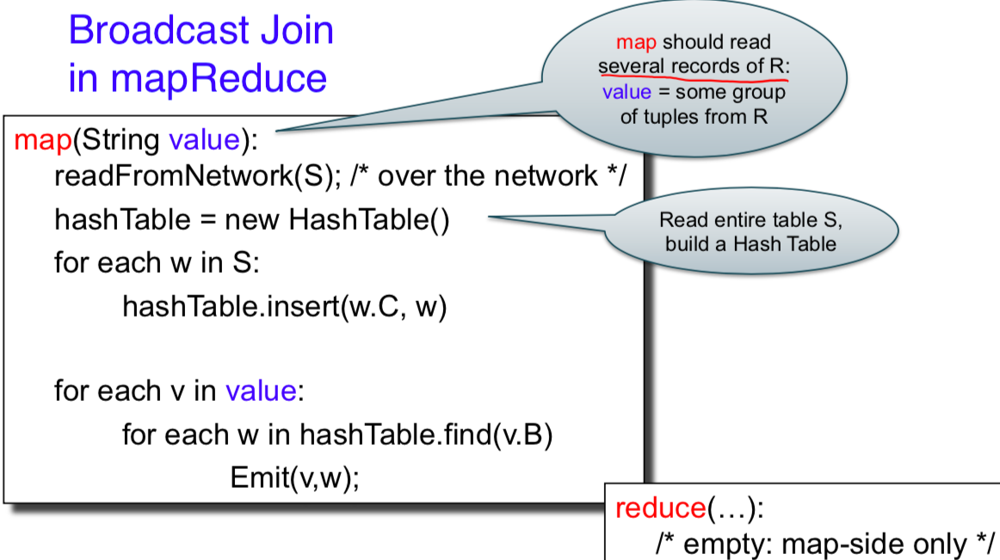 Broadcast Join
in mapReduce
map should read
several records of R:
value = some group
of tuples from R
map(String value):
readFromNetwork(S); /* over the network */
hashTable = new HashTable()
Read entire table S,
build a Hash Table
for each w in S:
hashTable.insert(w.C, w)
for each v in value:
for each w in hashTable.find(v.B)
Emit(v,w);
reduce(…):
/* empty: map-side only */